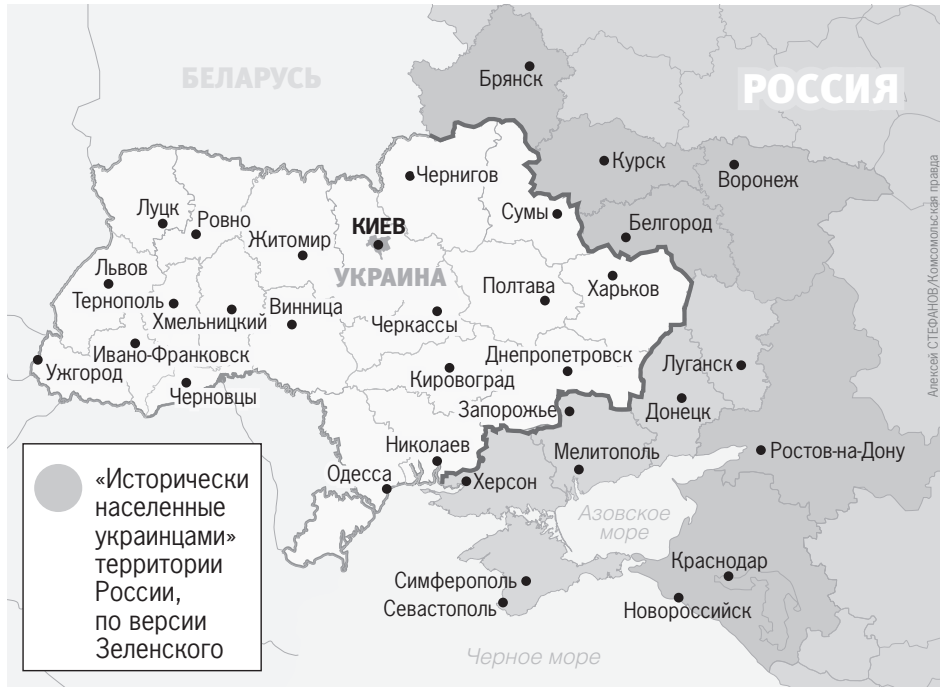 БЕЛАРУСЬ
РОССИЯ
Брянск
Курск
Воронеж
Чернигов
Сумы
Белгород
Луцк
Ровно
КИЕВ
Житомир
УКРАИНА
Львов
Тернополь
Хмельницкий
Винница
Полтава
Харьков
Черкассы
Ивано-Франковск
Ужгород
Черновцы
Кировоград
Днепропетровск
Луганск
Запорожье
Донецк
Николаев
Одесса
Херсон
Мелитополь
Ростов-на-Дону
Азовское
море
Симферополь
Севастополь
Краснодар
Новороссийск
Черное море
«Исторически
населенные
украинцами»
территории
России,
по версии
Зеленского
Алексей СТЕФАНОВ/Комсомольская правда